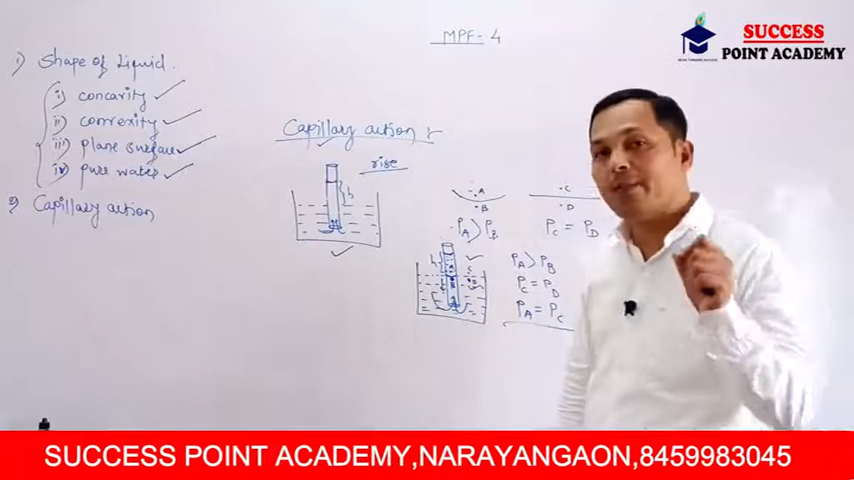 MPF-4
SUCCESS
POINT ACADEMY
1) Shape of Liquid.
i) concavity
ii) convexity
iii) plane surface
iv) pure water
2) Capillary action
Capillary action :
rise
h
.A
.B
PA > PB
.C
.D
PC = PD
h
A
C
B
D
PA > PB
PC = PD
PA = PC
SUCCESS POINT ACADEMY,NARAYANGAON,8459983045